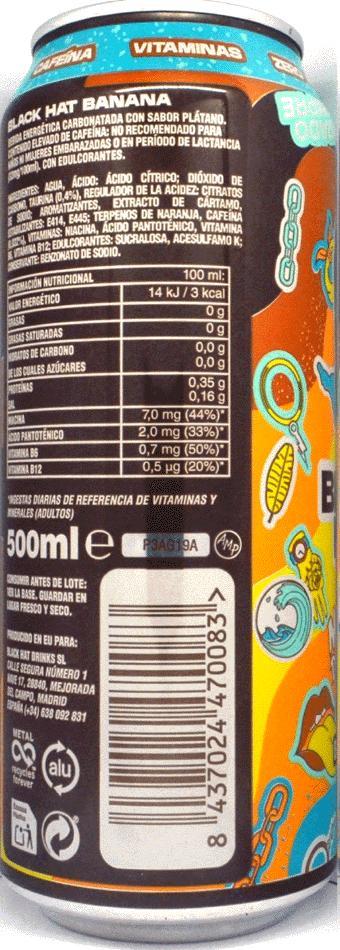 CAFEÍNA VITAMINAS
BLACK HAT BANANA
BEBIDA ENERGÉTICA CARBONATADA CON SABOR PLÁTANO.
CONTENIDO ELEVADO DE CAFEÍNA: NO RECOMENDADO PARA
NI MUJERES EMBARAZADAS O EN PERÍODO DE LACTANCIA
CON EDULCORANTES.
INGREDIENTES: AGUA, ÁCIDO: ÁCIDO CÍTRICO; DIÓXIDO DE
CARBONO, TAURINA (0,4%), REGULADOR DE LA ACIDEZ: CITRATOS
DE SODIO; AROMATIZANTES, EXTRACTO DE CÁRTAMO,
ESTABILIZANTES: E414, E445; TERPENOS DE NARANJA, CAFEÍNA
VITAMINAS: NIACINA, ÁCIDO PANTOTÉNICO, VITAMINA
B6, VITAMINA B12; EDULCORANTES: SUCRALOSA, ACESULFAMO K;
CONSERVANTE: BENZONATO DE SODIO.
INFORMACIÓN NUTRICIONAL 100 ml:
VALOR ENERGÉTICO 14 kJ / 3 kcal
GRASAS 0 g
GRASAS SATURADAS 0 g
HIDRATOS DE CARBONO 0,0 g
DE LOS CUALES AZÚCARES 0,0 g
PROTEÍNAS 0,35 g
SAL 0,16 g
NIACINA 7,0 mg (44%)*
ÁCIDO PANTOTÉNICO 2,0 mg (33%)*
VITAMINA B6 0,7 mg (50%)*
VITAMINA B12 0,5 µg (20%)*
*INGESTAS DIARIAS DE REFERENCIA DE VITAMINAS Y
MINERALES (ADULTOS)
500ml e P3AG19A Amp
CONSUMIR ANTES DE LOTE:
VER LA BASE. GUARDAR EN
LUGAR FRESCO Y SECO.
PRODUCIDO EN EU PARA:
BLACK HAT DRINKS SL
CALLE SEGURA NÚMERO 1
NAVE 17, 28840, MEJORADA
DEL CAMPO, MADRID
ESPAÑA (+34) 638 092 831
METAL
recycles
forever
alu
8 437024 470083 >
B